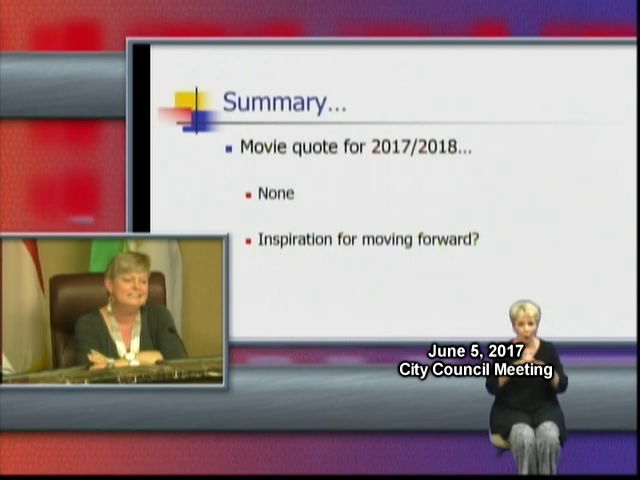 Summary...
Movie quote for 2017/2018...
None
Inspiration for moving forward?
June 5, 2017
City Council Meeting